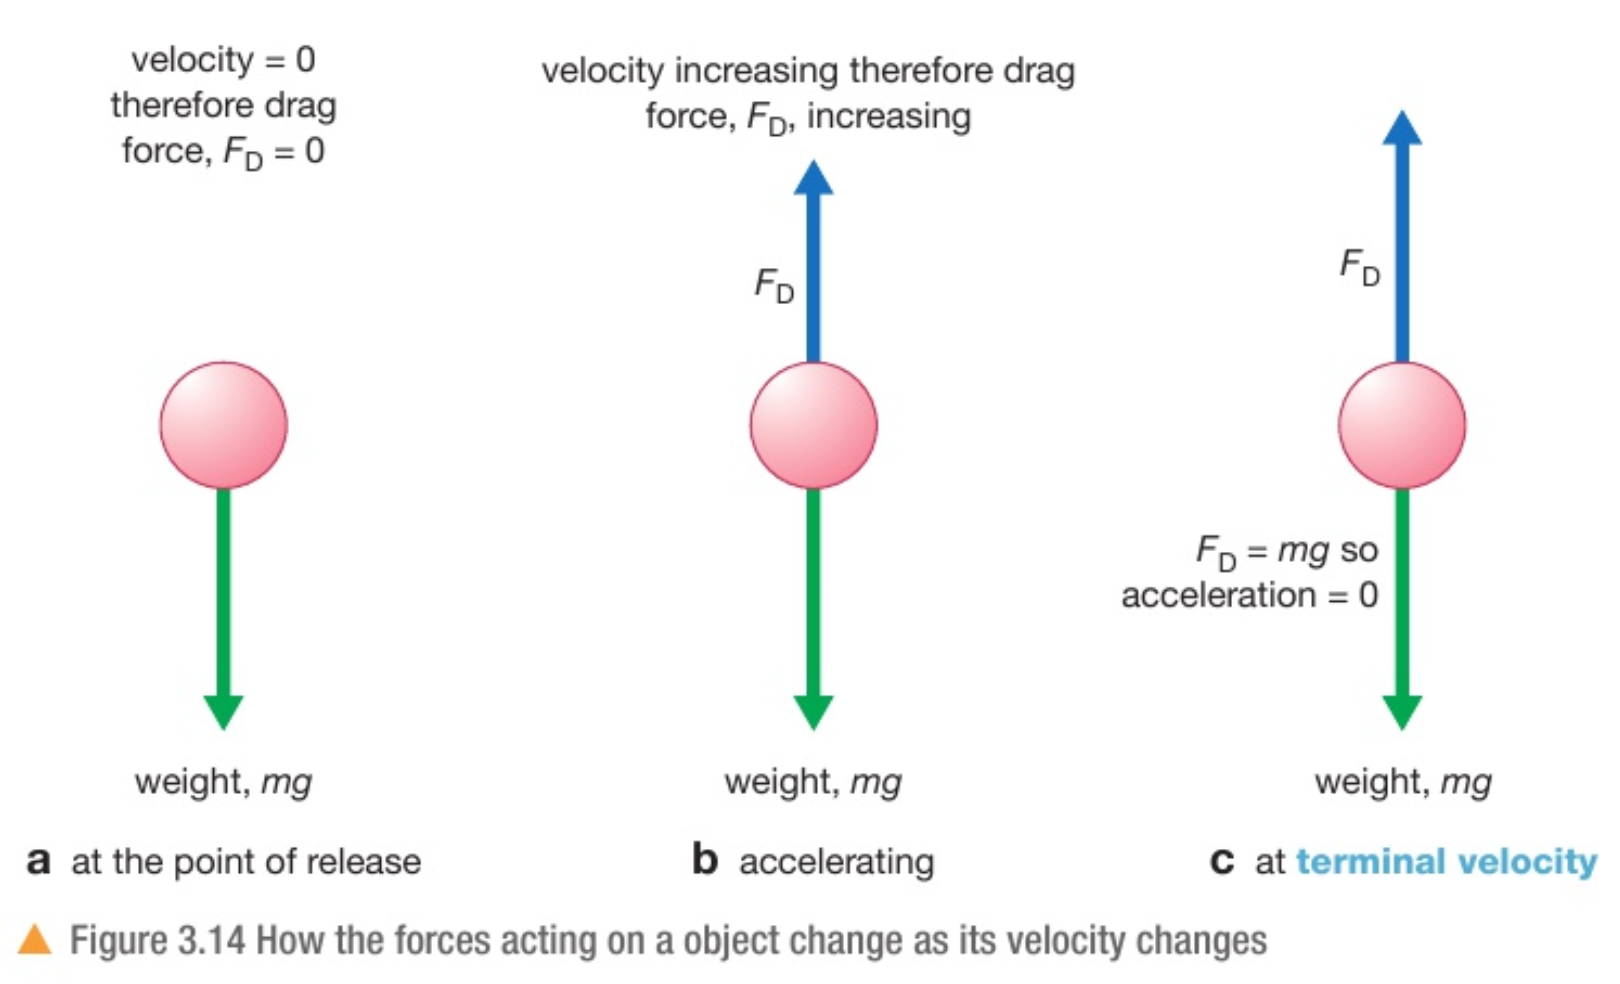 velocity = 0
therefore drag
force, F_D = 0
velocity increasing therefore drag
force, F_D, increasing
F_D
F_D
F_D = mg so
acceleration = 0
weight, mg
weight, mg
weight, mg
a at the point of release
b accelerating
c at terminal velocity
Figure 3.14 How the forces acting on a object change as its velocity changes